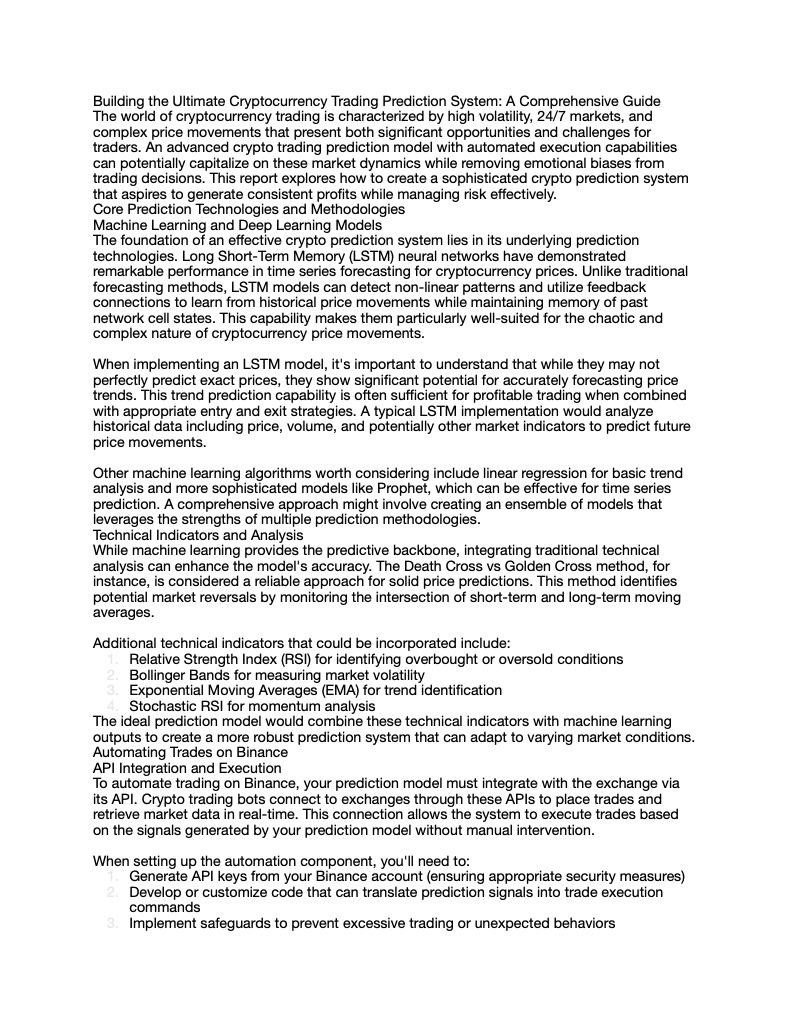 Building the Ultimate Cryptocurrency Trading Prediction System: A Comprehensive Guide
The world of cryptocurrency trading is characterized by high volatility, 24/7 markets, and
complex price movements that present both significant opportunities and challenges for
traders. An advanced crypto trading prediction model with automated execution capabilities
can potentially capitalize on these market dynamics while removing emotional biases from
trading decisions. This report explores how to create a sophisticated crypto prediction system
that aspires to generate consistent profits while managing risk effectively.
Core Prediction Technologies and Methodologies
Machine Learning and Deep Learning Models
The foundation of an effective crypto prediction system lies in its underlying prediction
technologies. Long Short-Term Memory (LSTM) neural networks have demonstrated
remarkable performance in time series forecasting for cryptocurrency prices. Unlike traditional
forecasting methods, LSTM models can detect non-linear patterns and utilize feedback
connections to learn from historical price movements while maintaining memory of past
network cell states. This capability makes them particularly well-suited for the chaotic and
complex nature of cryptocurrency price movements.

When implementing an LSTM model, it's important to understand that while they may not
perfectly predict exact prices, they show significant potential for accurately forecasting price
trends. This trend prediction capability is often sufficient for profitable trading when combined
with appropriate entry and exit strategies. A typical LSTM implementation would analyze
historical data including price, volume, and potentially other market indicators to predict future
price movements.

Other machine learning algorithms worth considering include linear regression for basic trend
analysis and more sophisticated models like Prophet, which can be effective for time series
prediction. A comprehensive approach might involve creating an ensemble of models that
leverages the strengths of multiple prediction methodologies.
Technical Indicators and Analysis
While machine learning provides the predictive backbone, integrating traditional technical
analysis can enhance the model's accuracy. The Death Cross vs Golden Cross method, for
instance, is considered a reliable approach for solid price predictions. This method identifies
potential market reversals by monitoring the intersection of short-term and long-term moving
averages.

Additional technical indicators that could be incorporated include:
1. Relative Strength Index (RSI) for identifying overbought or oversold conditions
2. Bollinger Bands for measuring market volatility
3. Exponential Moving Averages (EMA) for trend identification
4. Stochastic RSI for momentum analysis
The ideal prediction model would combine these technical indicators with machine learning
outputs to create a more robust prediction system that can adapt to varying market conditions.
Automating Trades on Binance
API Integration and Execution
To automate trading on Binance, your prediction model must integrate with the exchange via
its API. Crypto trading bots connect to exchanges through these APIs to place trades and
retrieve market data in real-time. This connection allows the system to execute trades based
on the signals generated by your prediction model without manual intervention.

When setting up the automation component, you'll need to:
1. Generate API keys from your Binance account (ensuring appropriate security measures)
2. Develop or customize code that can translate prediction signals into trade execution
commands
3. Implement safeguards to prevent excessive trading or unexpected behaviors